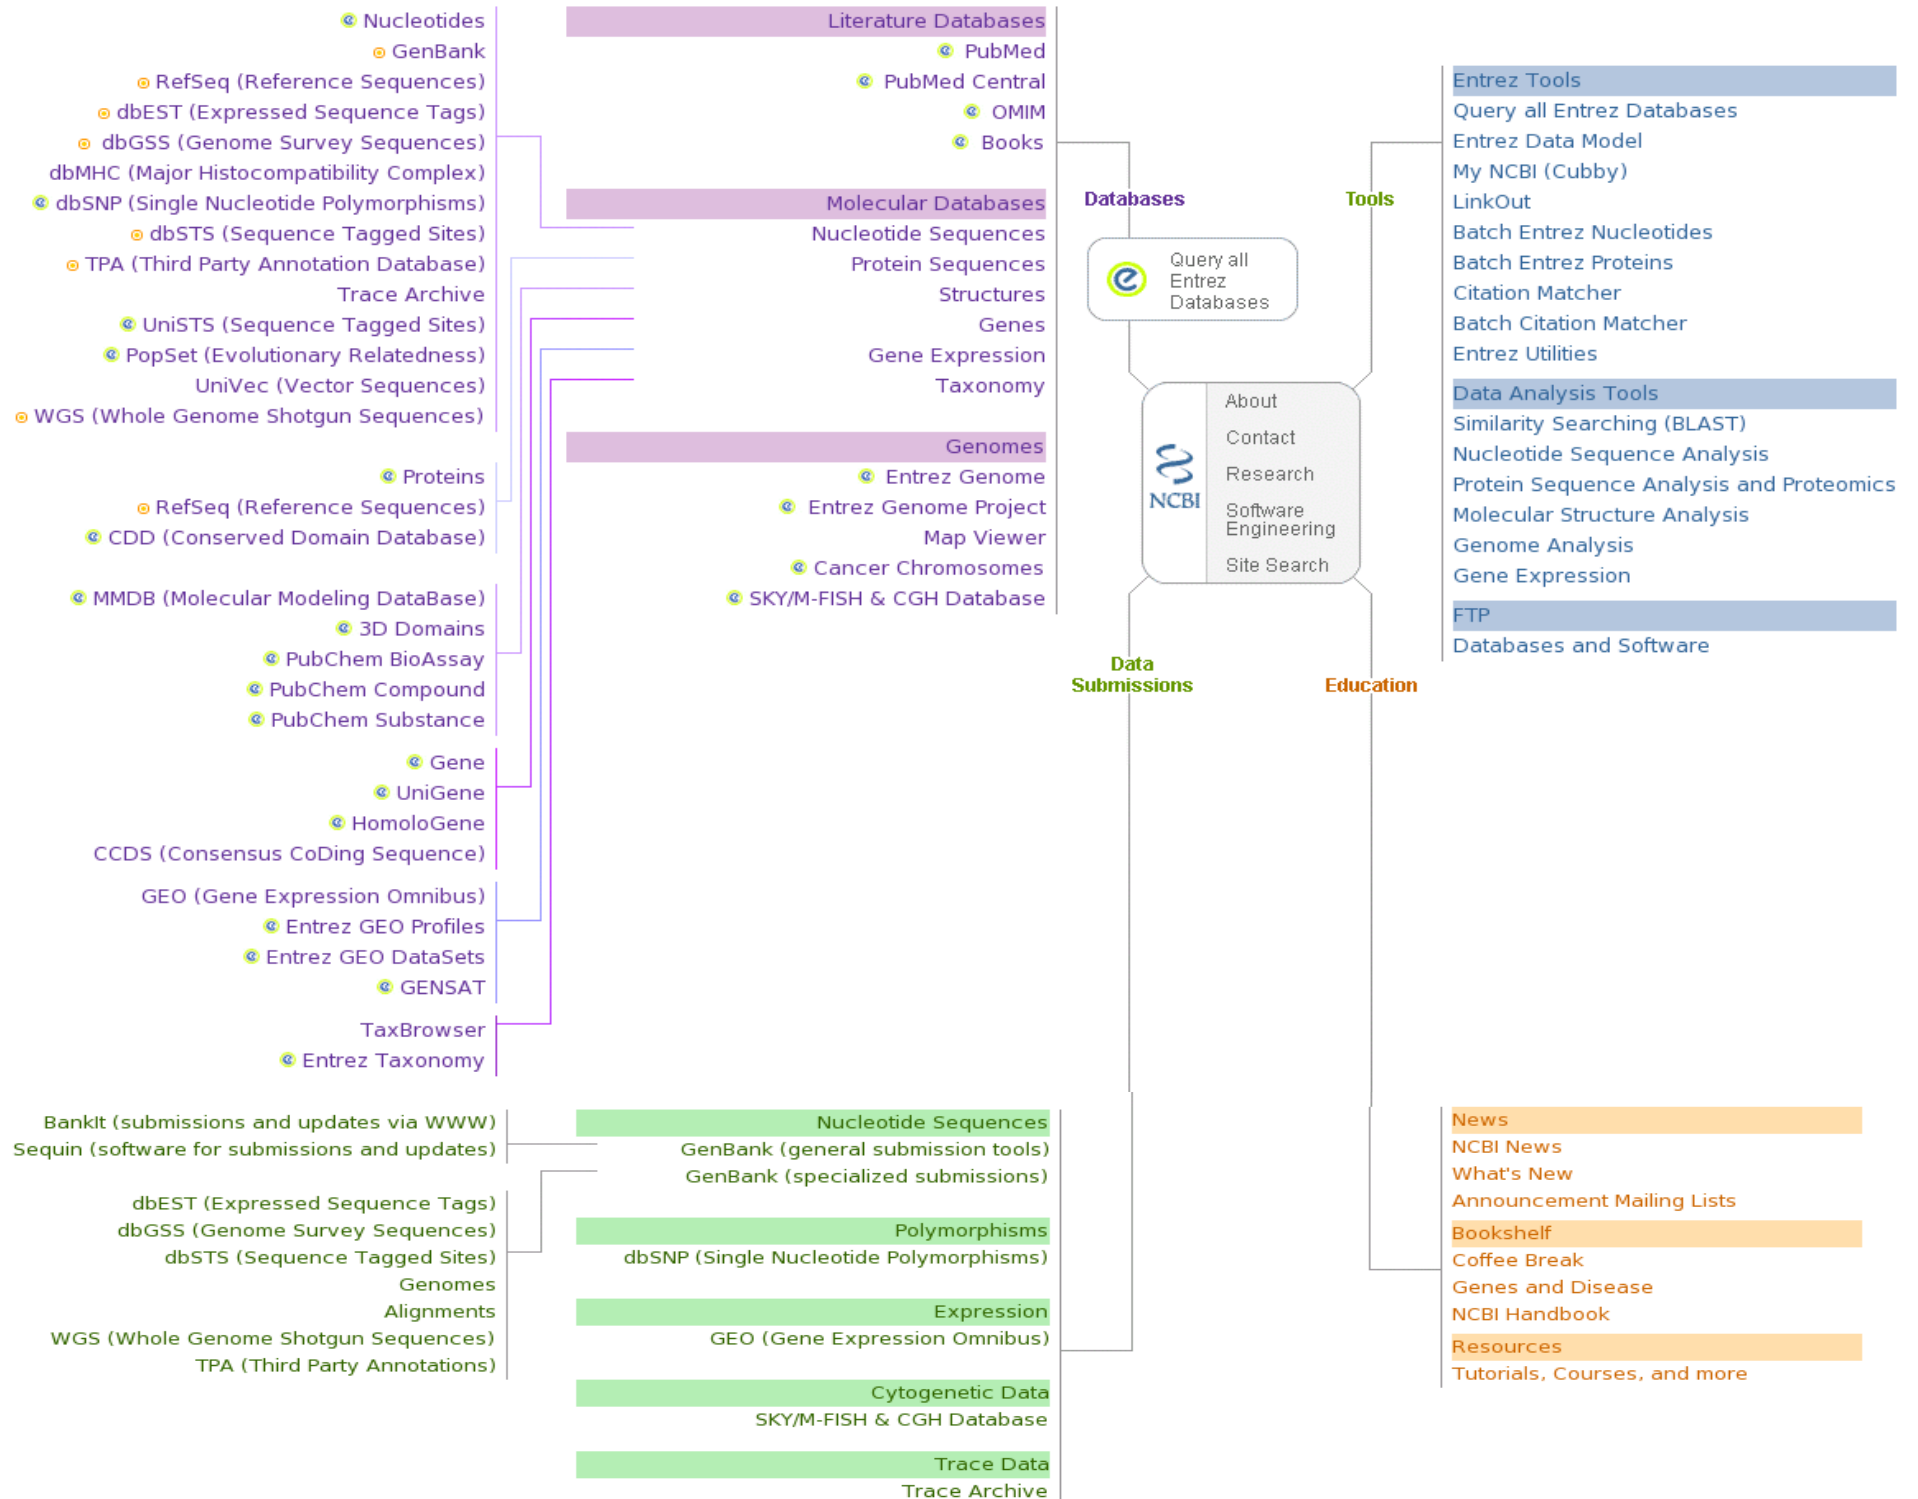 Nucleotides
GenBank
RefSeq (Reference Sequences)
dbEST (Expressed Sequence Tags)
dbGSS (Genome Survey Sequences)
dbMHC (Major Histocompatibility Complex)
dbSNP (Single Nucleotide Polymorphisms)
dbSTS (Sequence Tagged Sites)
TPA (Third Party Annotation Database)
Trace Archive
UniSTS (Sequence Tagged Sites)
PopSet (Evolutionary Relatedness)
UniVec (Vector Sequences)
WGS (Whole Genome Shotgun Sequences)
Proteins
RefSeq (Reference Sequences)
CDD (Conserved Domain Database)
MMDB (Molecular Modeling DataBase)
3D Domains
PubChem BioAssay
PubChem Compound
PubChem Substance
Gene
UniGene
HomoloGene
CCDS (Consensus CoDing Sequence)
GEO (Gene Expression Omnibus)
Entrez GEO Profiles
Entrez GEO DataSets
GENSAT
TaxBrowser
Entrez Taxonomy
Literature Databases
PubMed
PubMed Central
OMIM
Books
Molecular Databases
Nucleotide Sequences
Protein Sequences
Structures
Genes
Gene Expression
Taxonomy
Genomes
Entrez Genome
Entrez Genome Project
Map Viewer
Cancer Chromosomes
SKY/M-FISH & CGH Database
Databases
e
Query all
Entrez
Databases
Tools
NCBI
About
Contact
Research
Software
Engineering
Site Search
Data
Submissions
Education
Entrez Tools
Query all Entrez Databases
Entrez Data Model
My NCBI (Cubby)
LinkOut
Batch Entrez Nucleotides
Batch Entrez Proteins
Citation Matcher
Batch Citation Matcher
Entrez Utilities
Data Analysis Tools
Similarity Searching (BLAST)
Nucleotide Sequence Analysis
Protein Sequence Analysis and Proteomics
Molecular Structure Analysis
Genome Analysis
Gene Expression
FTP
Databases and Software
BankIt (submissions and updates via WWW)
Sequin (software for submissions and updates)
dbEST (Expressed Sequence Tags)
dbGSS (Genome Survey Sequences)
dbSTS (Sequence Tagged Sites)
Genomes
Alignments
WGS (Whole Genome Shotgun Sequences)
TPA (Third Party Annotations)
Nucleotide Sequences
GenBank (general submission tools)
GenBank (specialized submissions)
Polymorphisms
dbSNP (Single Nucleotide Polymorphisms)
Expression
GEO (Gene Expression Omnibus)
Cytogenetic Data
SKY/M-FISH & CGH Database
Trace Data
Trace Archive
News
NCBI News
What's New
Announcement Mailing Lists
Bookshelf
Coffee Break
Genes and Disease
NCBI Handbook
Resources
Tutorials, Courses, and more